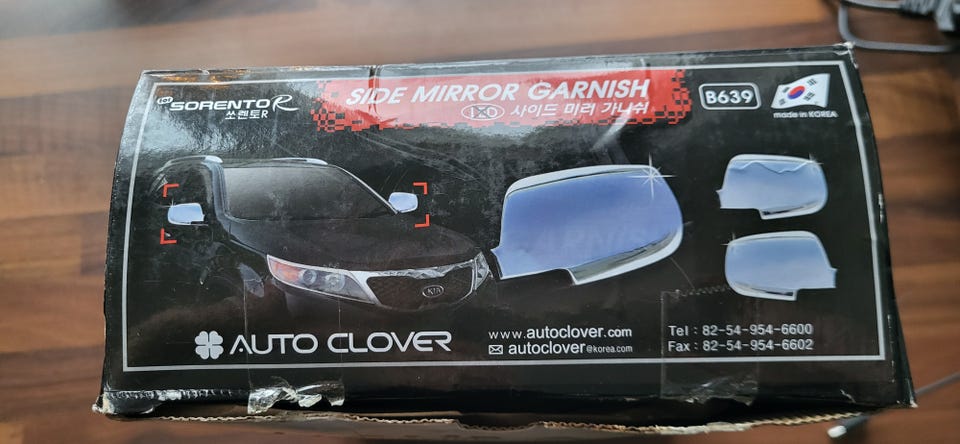 SORENTO R
쏘렌토R
SIDE MIRROR GARNISH
사이드 미러 가니쉬
B639
made in KOREA
KIA
AUTO CLOVER
www.autoclover.com
autoclover@korea.com
Tel : 82-54-954-6600
Fax : 82-54-954-6602